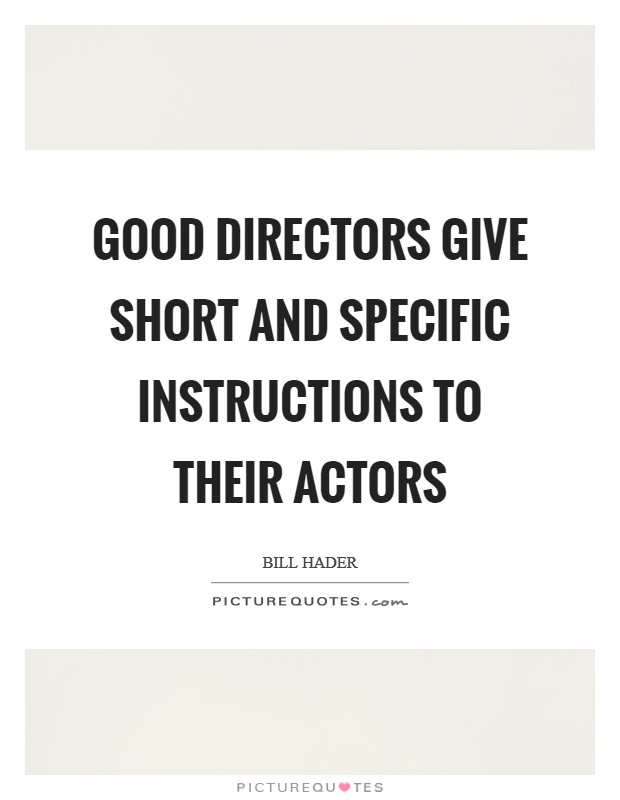 GOOD DIRECTORS GIVE
SHORT AND SPECIFIC
INSTRUCTIONS TO
THEIR ACTORS
BILL HADER
PICTUREQUOTES.com
PICTUREQUOTES